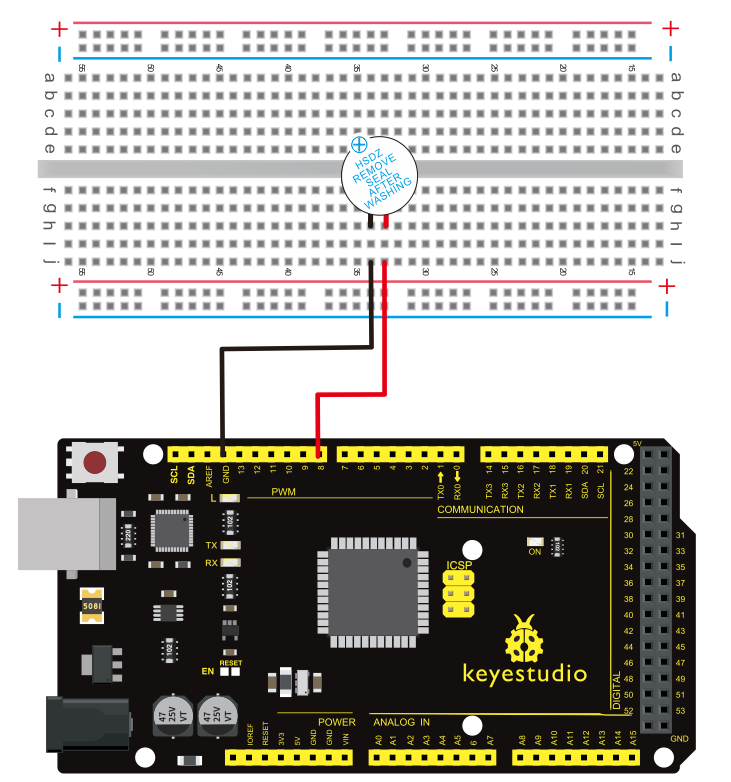 + +
55 50 45 40 35 30 25 20 15
a a
b b
c c
d d
e e
HSDZ
REMOVE
SEAL
AFTER
WASHING
f f
g g
h h
i i
j j
55 50 45 40 35 30 25 20 15
+ +
5V
SCL SDA AREF GND 13 12 11 10 9 8 7 6 5 4 3 2 TX0 1 RX0 0 TX3 14 RX3 15 TX2 16 RX2 17 TX1 18 RX1 19 SDA 20 SCL 21
L
PWM
COMMUNICATION
TX
RX
102
220
102
ON
102
ICSP
5081
102
RESET
EN
keyestudio
47
25V
VT
47
25V
VT
POWER
ANALOG IN
DIGITAL
22
24
26
28
30 31
32 33
34 35
36 37
38 39
40 41
42 43
44 45
46 47
48 49
50 51
52 53
GND
IOREF RESET 3V3 5V GND GND VIN A0 A1 A2 A3 A4 A5 6 A7 A8 A9 A10 A11 A12 A13 A14 A15